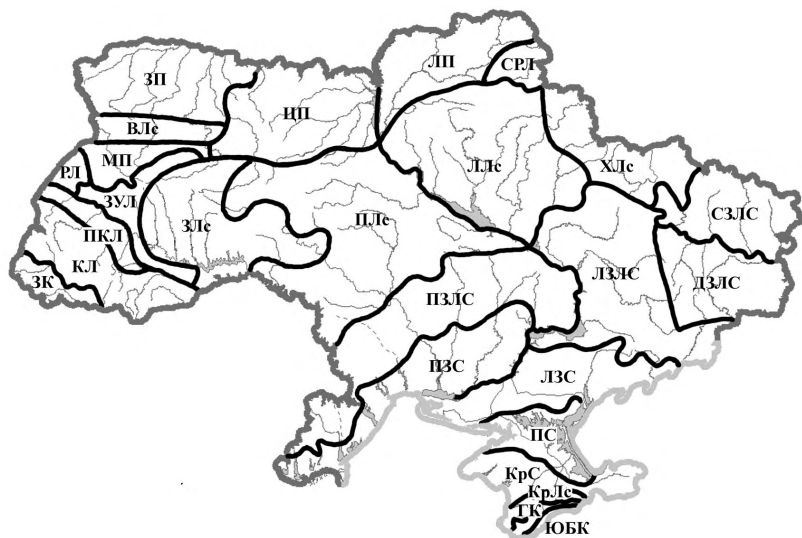 ЛП
СРЛ
ЗП
ЦП
ВЛс
МП
РЛ
ЛЛс
ХЛс
ЗУЛ
ЗЛс
ПЛс
СЗЛС
ПКЛ
КЛ
ЗК
ЛЗЛС
ДЗЛС
ПЗЛС
ПЗС
ЛЗС
ПС
КрС
КрЛс
ГК
ЮБК